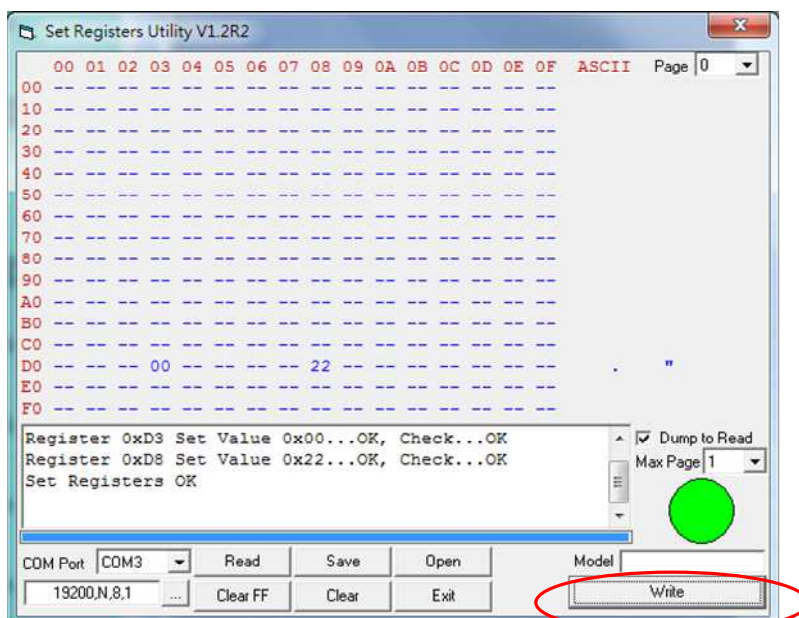 Set Registers Utility V1.2R2
00 01 02 03 04 05 06 07 08 09 0A 0B 0C 0D 0E 0F ASCII Page 0
00 -- -- -- -- -- -- -- -- -- -- -- -- -- -- -- --
10 -- -- -- -- -- -- -- -- -- -- -- -- -- -- -- --
20 -- -- -- -- -- -- -- -- -- -- -- -- -- -- -- --
30 -- -- -- -- -- -- -- -- -- -- -- -- -- -- -- --
40 -- -- -- -- -- -- -- -- -- -- -- -- -- -- -- --
50 -- -- -- -- -- -- -- -- -- -- -- -- -- -- -- --
60 -- -- -- -- -- -- -- -- -- -- -- -- -- -- -- --
70 -- -- -- -- -- -- -- -- -- -- -- -- -- -- -- --
80 -- -- -- -- -- -- -- -- -- -- -- -- -- -- -- --
90 -- -- -- -- -- -- -- -- -- -- -- -- -- -- -- --
A0 -- -- -- -- -- -- -- -- -- -- -- -- -- -- -- --
B0 -- -- -- -- -- -- -- -- -- -- -- -- -- -- -- --
C0 -- -- -- -- -- -- -- -- -- -- -- -- -- -- -- --
D0 -- -- -- 00 -- -- -- -- 22 -- -- -- -- -- -- -- . "
E0 -- -- -- -- -- -- -- -- -- -- -- -- -- -- -- --
F0 -- -- -- -- -- -- -- -- -- -- -- -- -- -- -- --
Register 0xD3 Set Value 0x00...OK, Check...OK
Register 0xD8 Set Value 0x22...OK, Check...OK
Set Registers OK
Dump to Read
Max Page 1
COM Port COM3 Read Save Open Model
19200,N,8,1 ... Clear FF Clear Exit Write